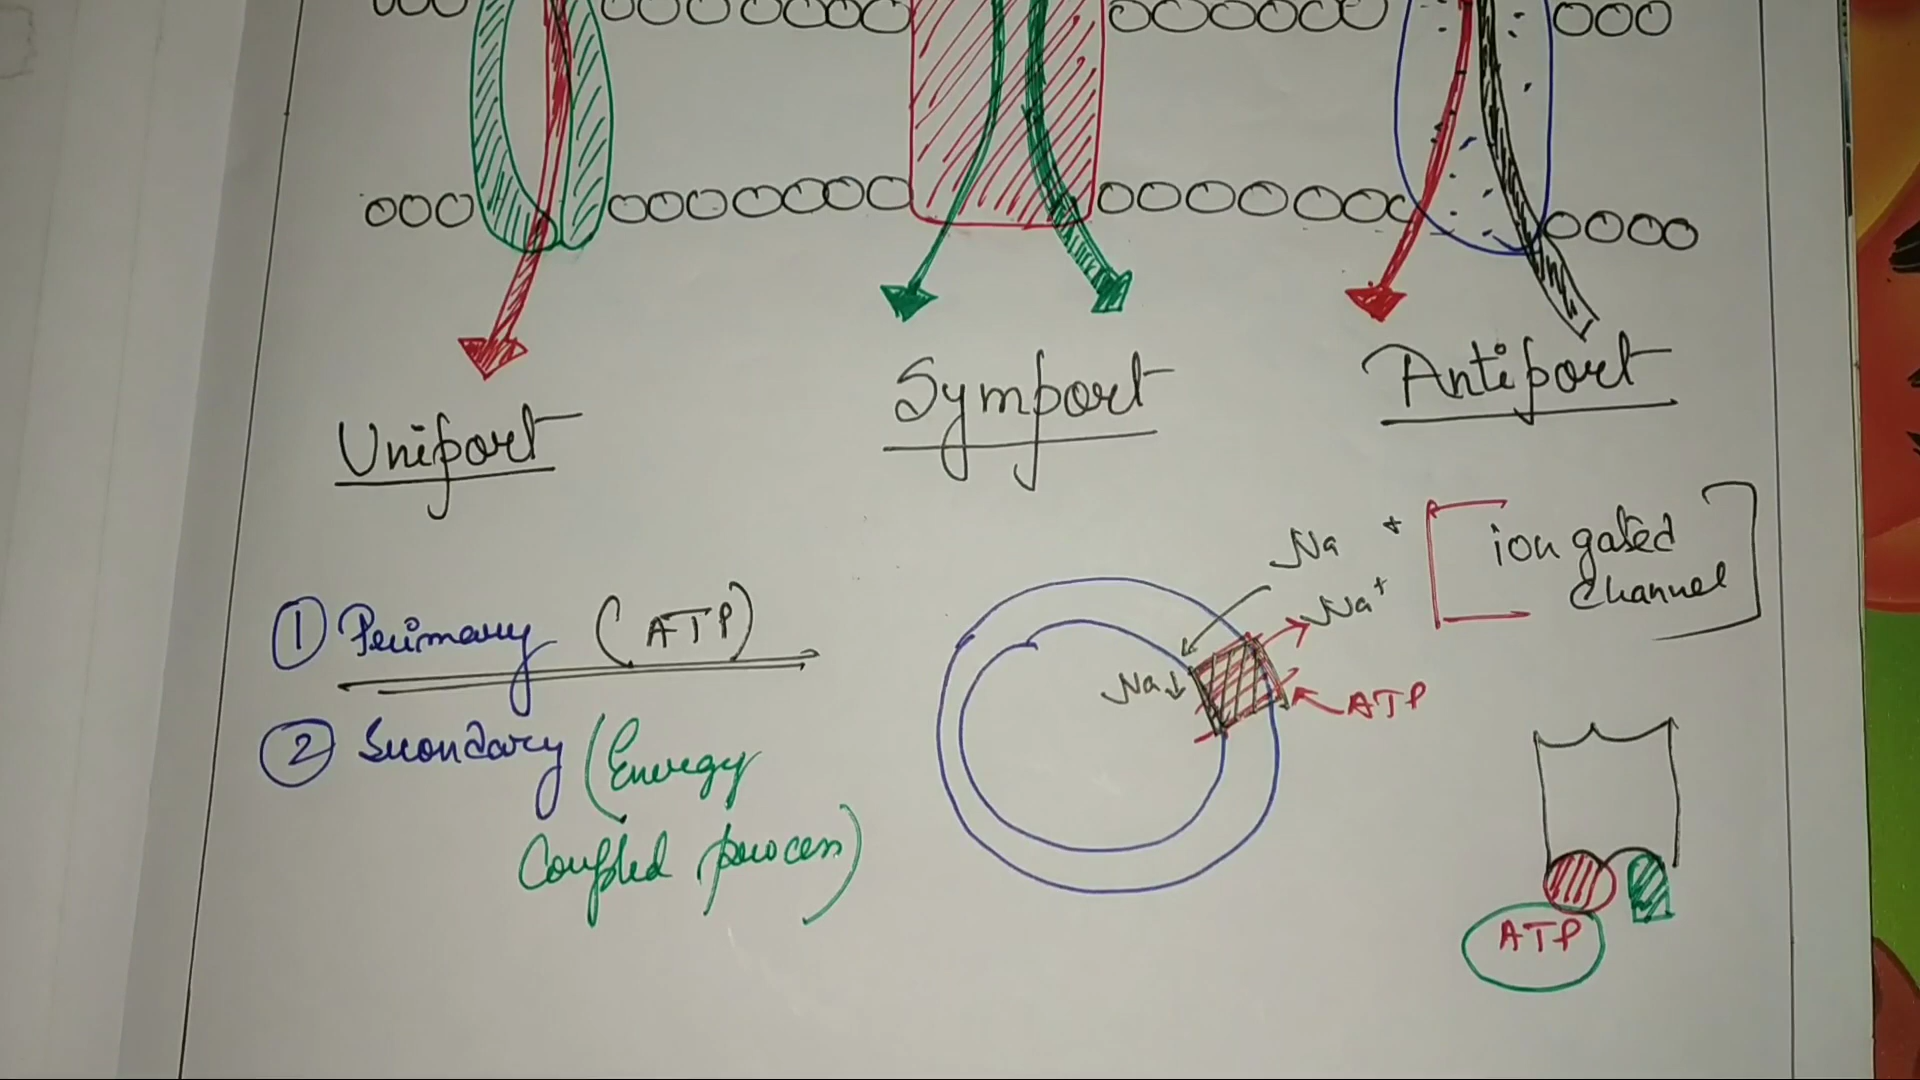 Uniport
Symport
Antiport
① Primary (ATP)
② Secondary (Energy
Coupled process)
Na +
Na+
[ion gated
channel]
Na↓
ATP
ATP